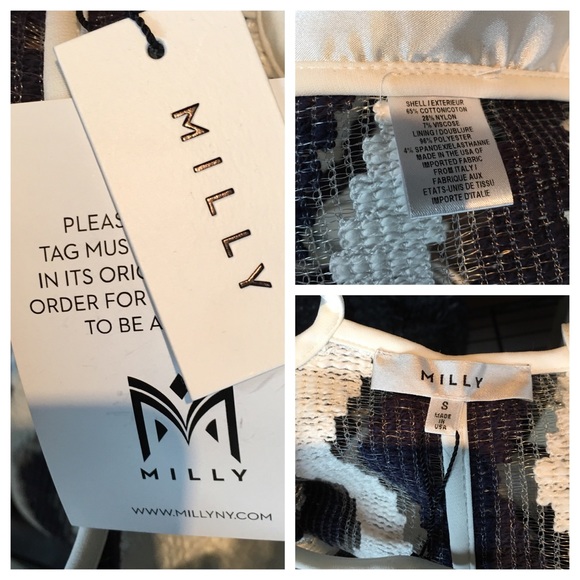 MILLY
PLEAS
TAG MUS
IN ITS ORIG
ORDER FOR
TO BE A
MILLY
WWW.MILLYNY.COM
SHELL / EXTERIEUR
65% COTTON/COTON
28% NYLON
7% VISCOSE
LINING / DOUBLURE
96% POLYESTER
4% SPANDEX/ELASTHANNE
MADE IN THE USA OF
IMPORTED FABRIC
FROM ITALY /
FABRIQUE AUX
ETATS-UNIS DE TISSU
IMPORTE D'ITALIE
MILLY
S
MADE
IN
USA